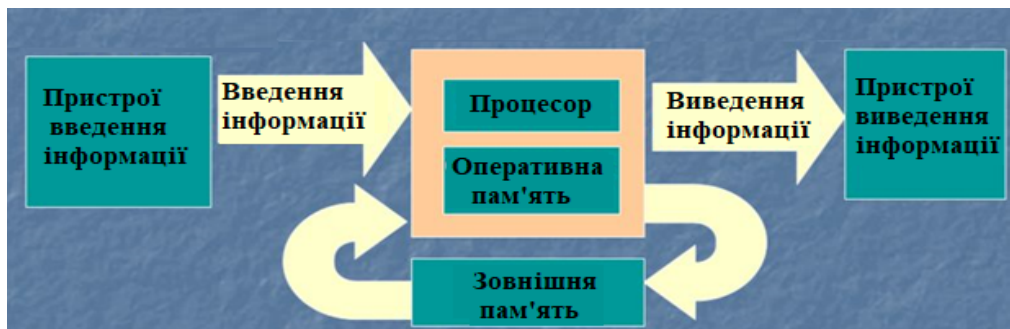 Пристрої
введення
інформації
Введення
інформації
Процесор
Оперативна
пам'ять
Виведення
інформації
Пристрої
виведення
інформації
Зовнішня
пам'ять